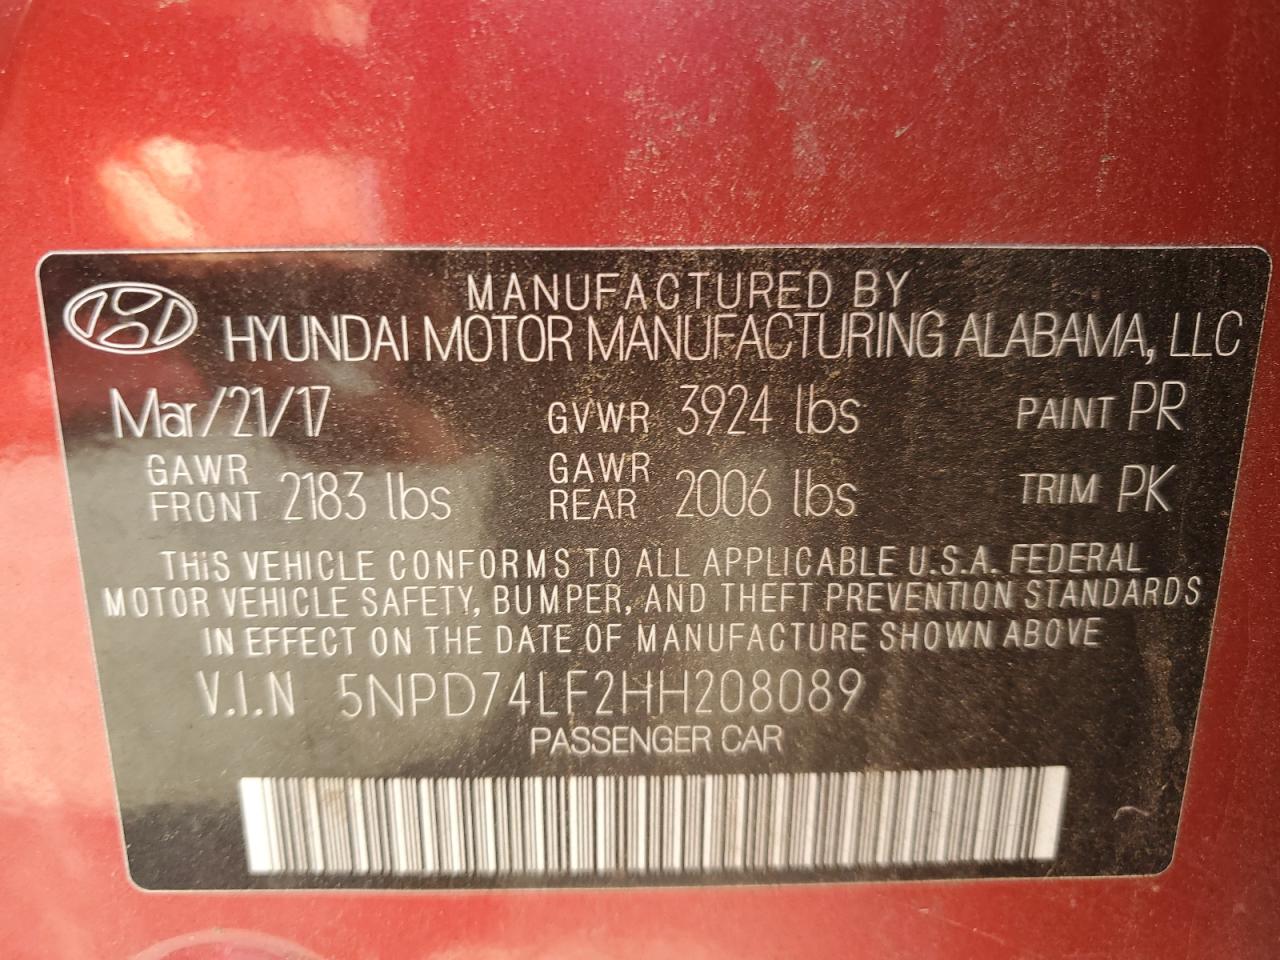 MANUFACTURED BY
HYUNDAI MOTOR MANUFACTURING ALABAMA, LLC
Mar/21/17 GVWR 3924 lbs PAINT PR
GAWR FRONT 2183 lbs GAWR REAR 2006 lbs TRIM PK
THiS VEHICLE CONFORMS TO ALL APPLICABLE U.S.A. FEDERAL
MOTOR VEHICLE SAFETY, BUMPER, AND THEFT PREVENTION STANDARDS
IN EFFECT ON THE DATE OF MANUFACTURE SHOWN ABOVE
V.I.N 5NPD74LF2HH208089
PASSENGER CAR